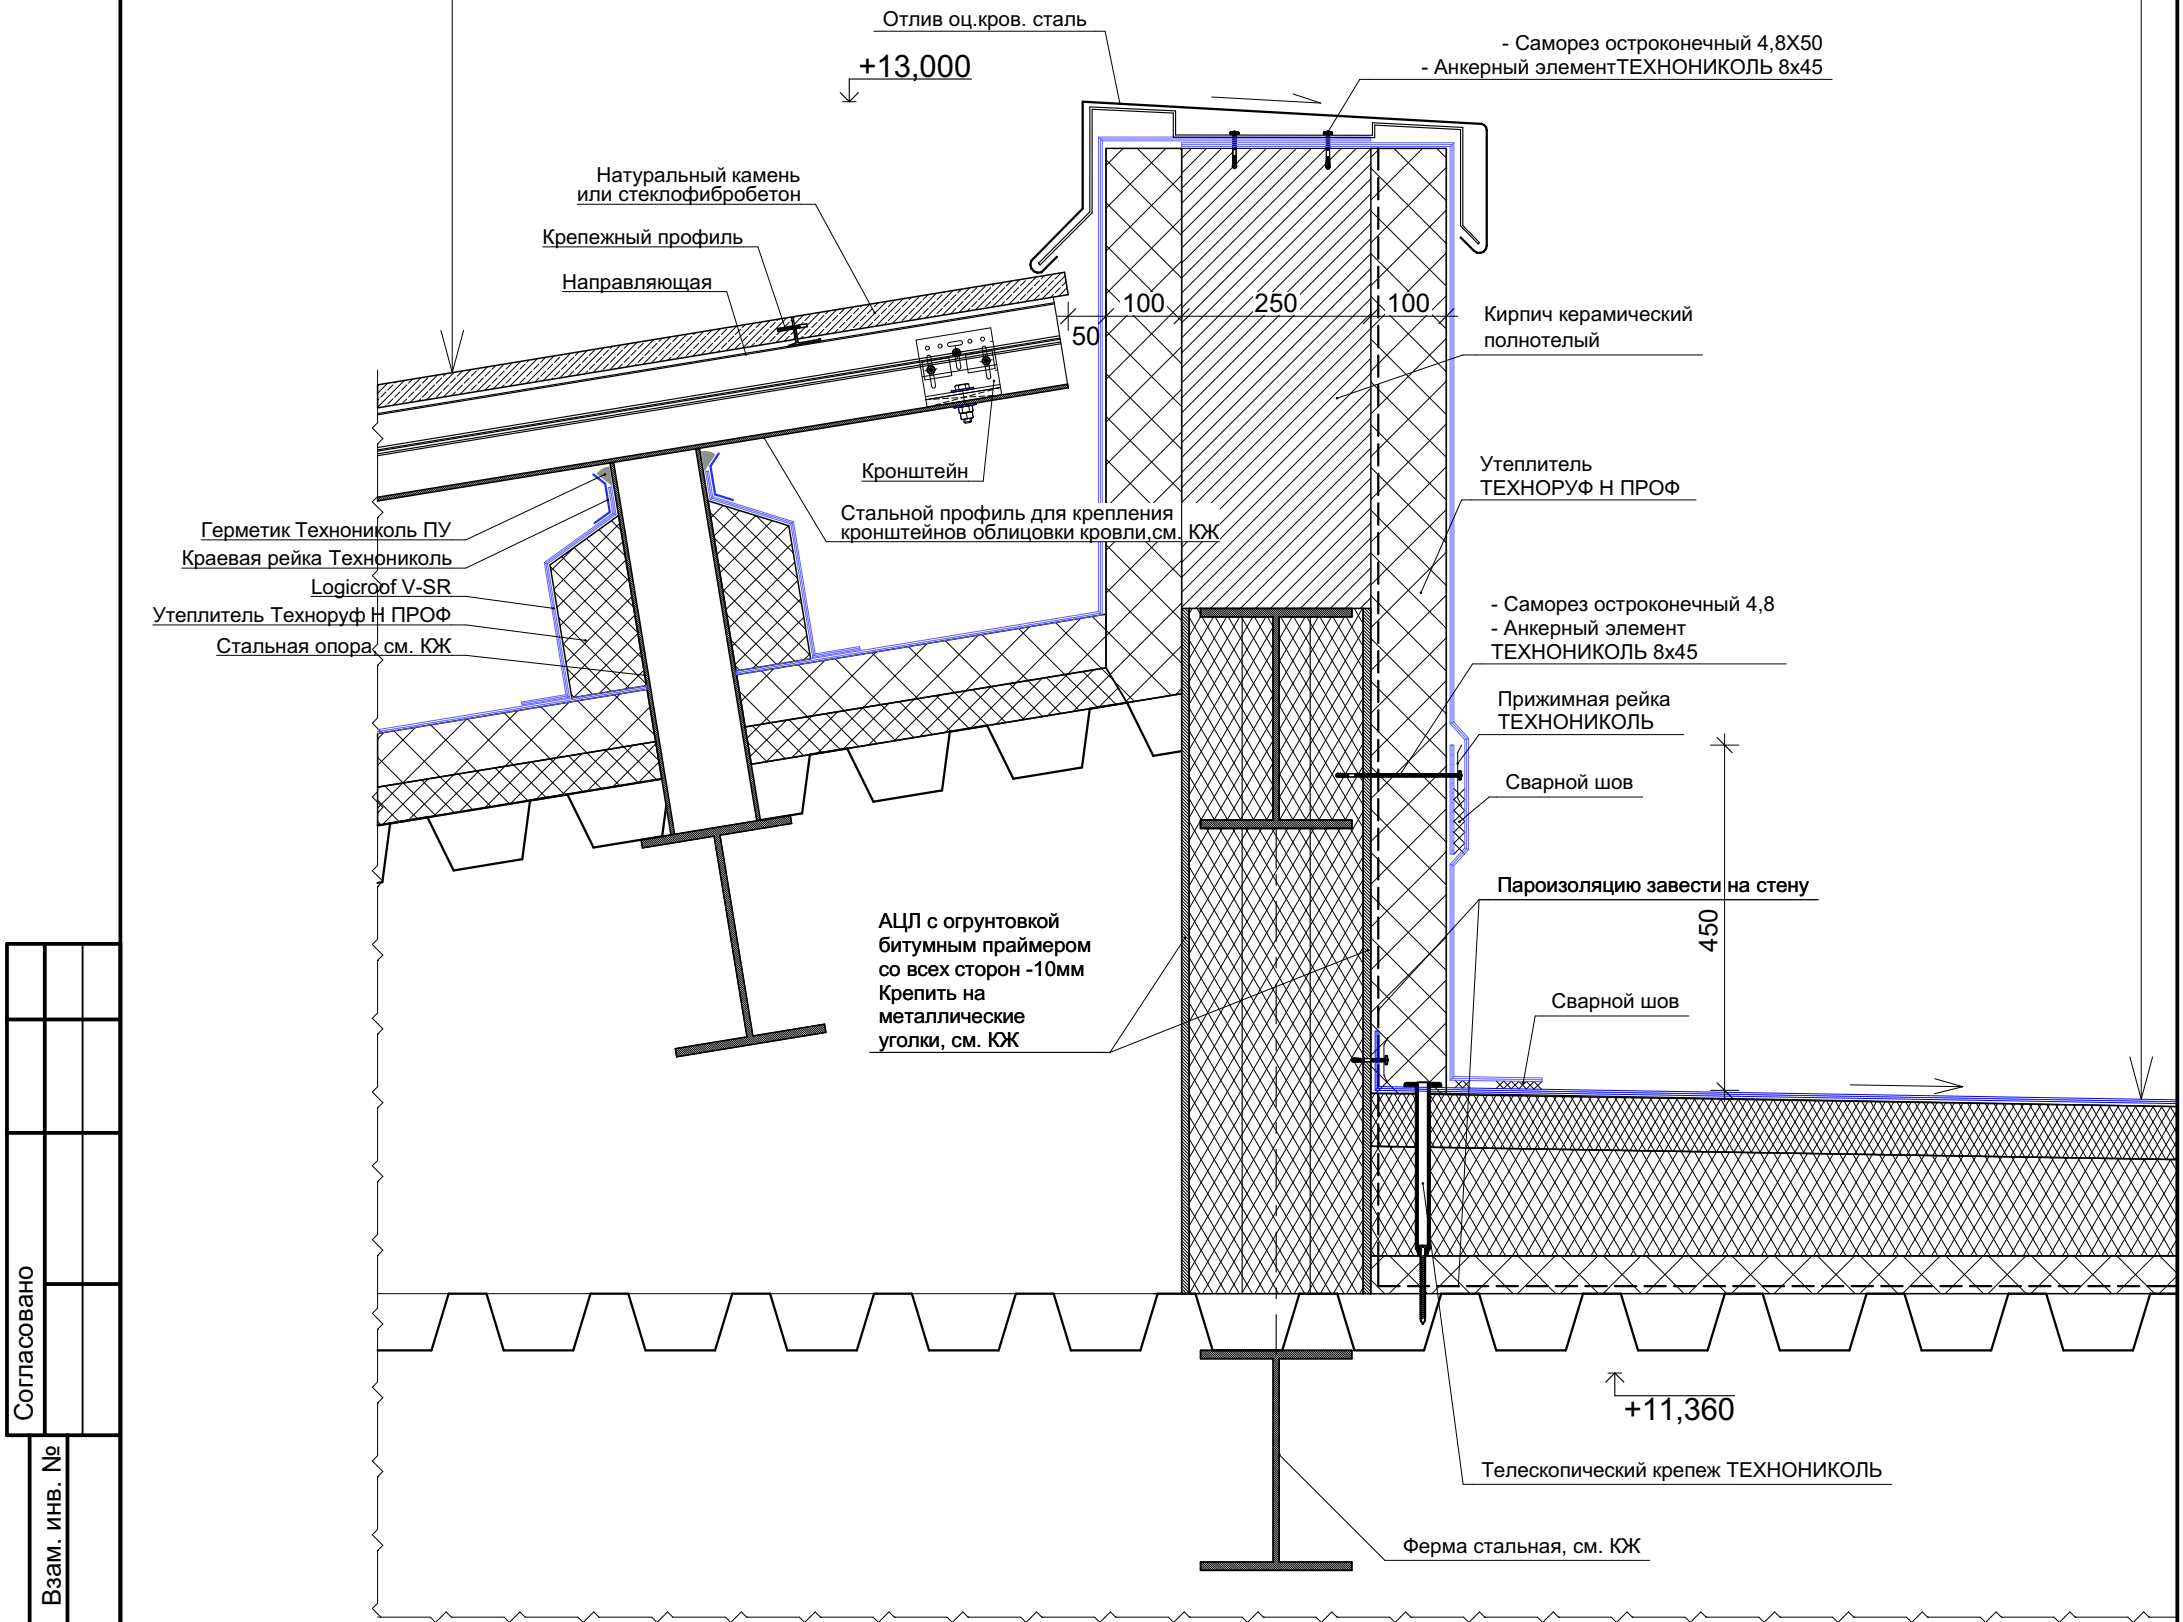 Отлив оц.кров. сталь
+13,000
- Саморез остроконечный 4,8Х50
- Анкерный элементТЕХНОНИКОЛЬ 8х45
Натуральный камень
или стеклофибробетон
Крепежный профиль
Направляющая
100
250
100
50
Кирпич керамический
полнотелый
Кронштейн
Утеплитель
ТЕХНОРУФ Н ПРОФ
Стальной профиль для крепления
кронштейнов облицовки кровли,см. КЖ
Герметик Технониколь ПУ
Краевая рейка Технониколь
Logicroof V-SR
Утеплитель Техноруф Н ПРОФ
Стальная опора, см. КЖ
- Саморез остроконечный 4,8
- Анкерный элемент
ТЕХНОНИКОЛЬ 8х45
Прижимная рейка
ТЕХНОНИКОЛЬ
Сварной шов
Пароизоляцию завести на стену
450
АЦЛ с огрунтовкой
битумным праймером
со всех сторон -10мм
Крепить на
металлические
уголки, см. КЖ
Сварной шов
+11,360
Телескопический крепеж ТЕХНОНИКОЛЬ
Ферма стальная, см. КЖ
Согласовано
Взам. инв. №